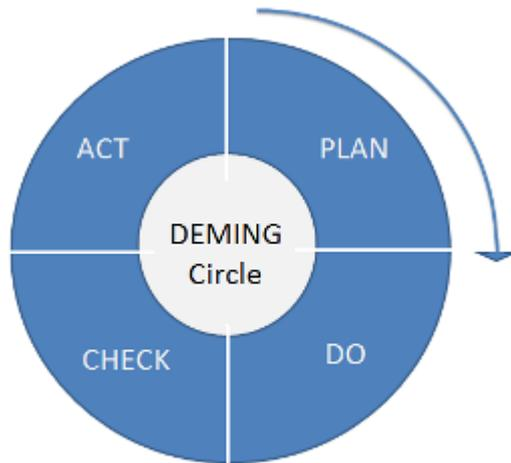 ACT
PLAN
DEMING
Circle
CHECK
DO